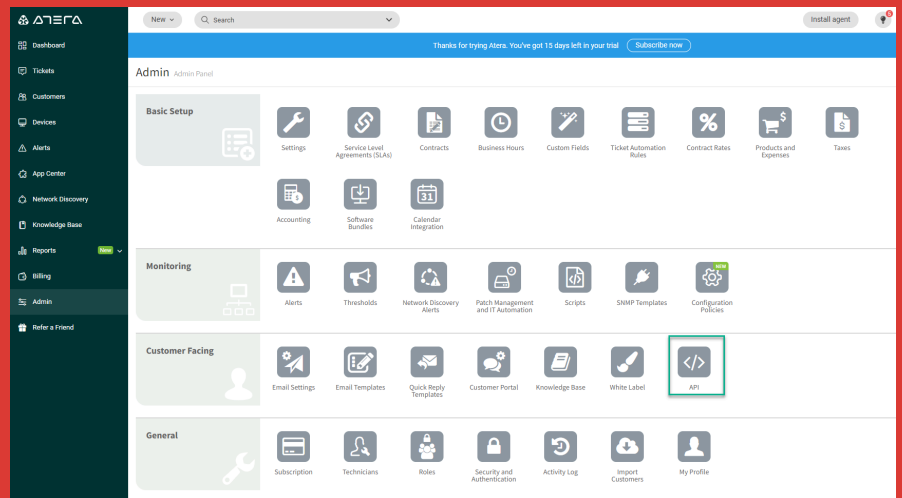 ATERA
New
Search
Install agent
5
Thanks for trying Atera. You've got 15 days left in your trial
Subscribe now
Dashboard
Tickets
Customers
Devices
Alerts
App Center
Network Discovery
Knowledge Base
Reports New
Billing
Admin
Refer a Friend
Admin Admin Panel
Basic Setup
Settings
Service Level
Agreements (SLAs)
Contracts
Business Hours
Custom Fields
Ticket Automation
Rules
Contract Rates
Products and
Expenses
Taxes
Accounting
Software
Bundles
31
Calendar
Integration
Monitoring
Alerts
Thresholds
Network Discovery
Alerts
Patch Management
and IT Automation
Scripts
SNMP Templates
NEW
Configuration
Policies
Customer Facing
Email Settings
Email Templates
Quick Reply
Templates
Customer Portal
Knowledge Base
White Label
API
General
Subscription
Technicians
Roles
Security and
Authentication
Activity Log
Import
Customers
My Profile